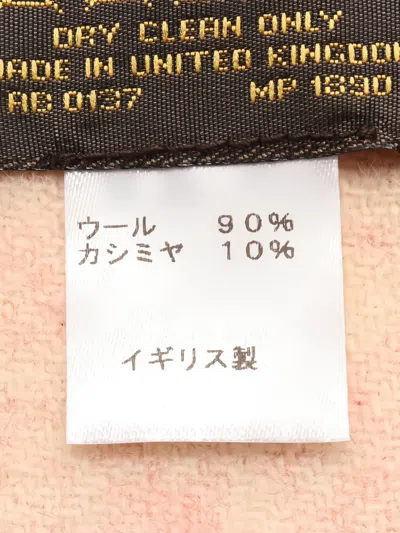 DRY CLEAN ONLY
MADE IN UNITED KINGDOM
AB 0137 MP 1890
ウール 90%
カシミヤ 10%
イギリス製